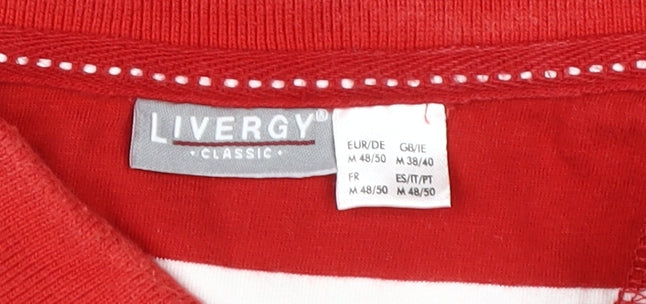 LIVERGY®
· CLASSIC ·
EUR/DE GB/IE
M 48/50 M 38/40
FR ES/IT/PT
M 48/50 M 48/50